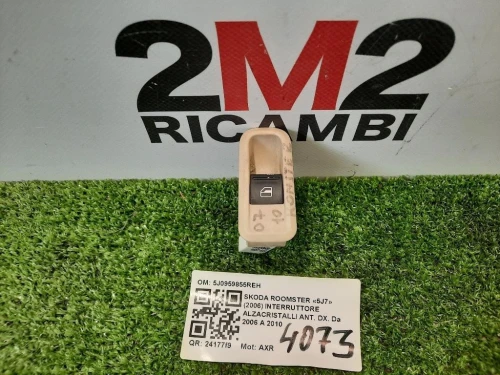 2M2
RICAMBI
OM: 5J0959855REH
SKODA ROOMSTER «5J7»
(2006) INTERRUTTORE
ALZACRISTALLI ANT. DX. Da
2006 A 2010
QR: 24177/9 Mot: AXR
4073
07